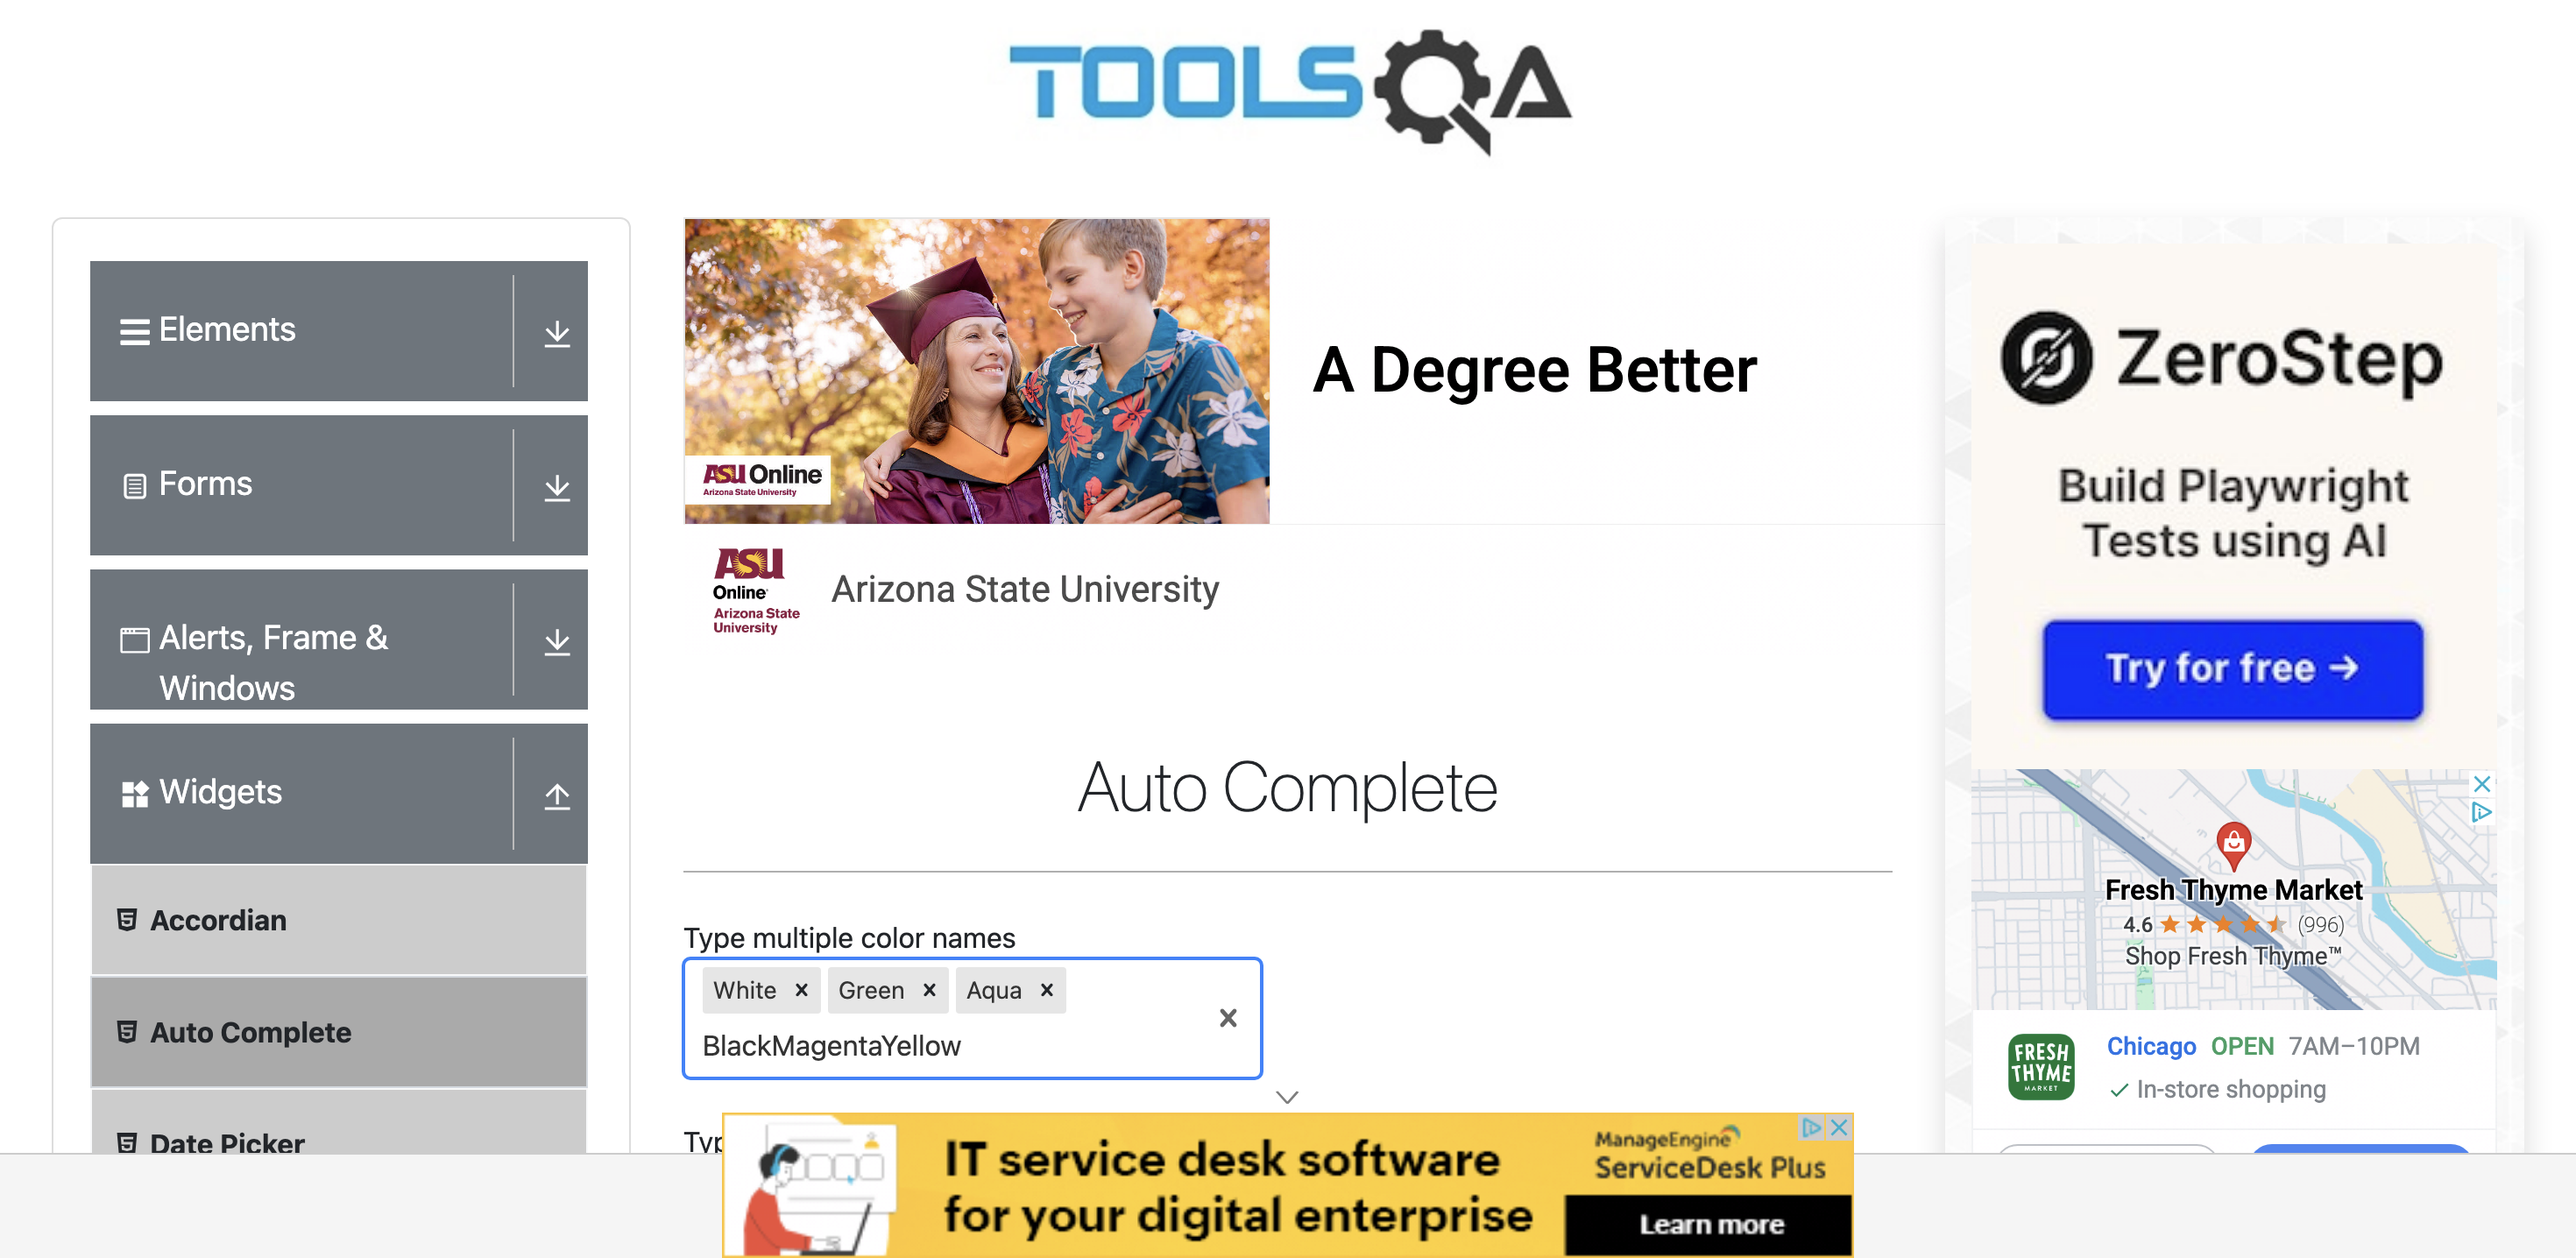 TOOLSQA
Elements
Forms
Alerts, Frame &
Windows
Widgets
Accordian
Auto Complete
Date Picker
ASU Online
Arizona State University
A Degree Better
ASU
Online
Arizona State
University
Arizona State University
Auto Complete
Type multiple color names
White
Green
Aqua
BlackMagentaYellow
Typ
IT service desk software
for your digital enterprise
ManageEngine
ServiceDesk Plus
Learn more
ZeroStep
Build Playwright
Tests using AI
Try for free →
Fresh Thyme Market
4.6 (996)
Shop Fresh Thyme™
FRESH
THYME
MARKET
Chicago OPEN 7AM–10PM
In-store shopping